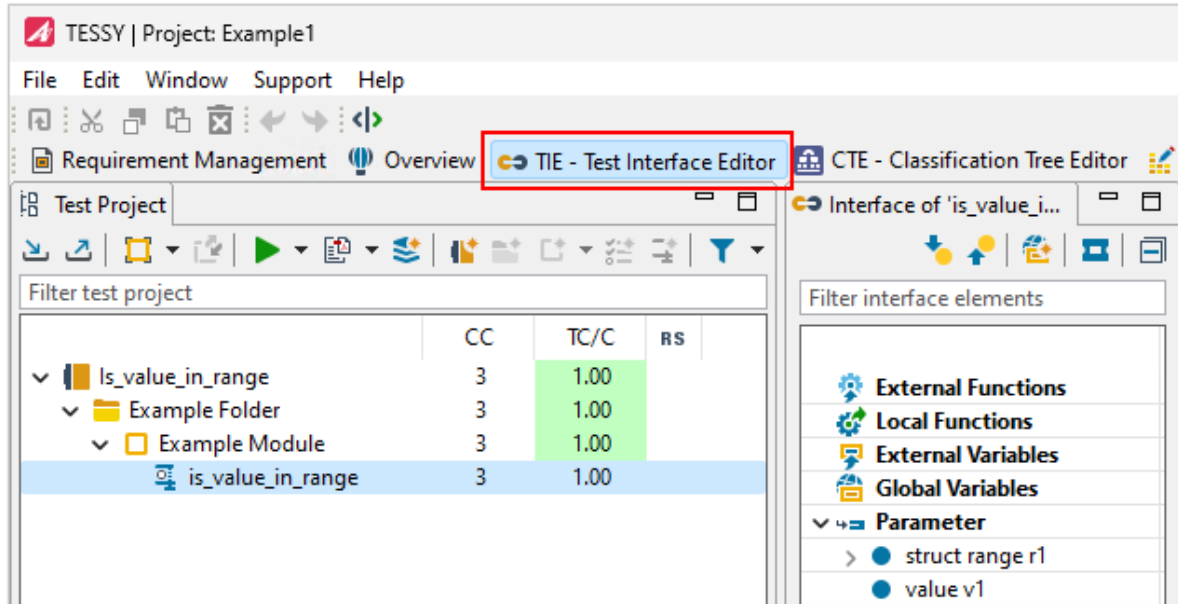 TESSY | Project: Example1
File Edit Window Support Help
Requirement Management Overview TIE - Test Interface Editor CTE - Classification Tree Editor
Test Project
Filter test project
CC TC/C RS
Is_value_in_range 3 1.00
Example Folder 3 1.00
Example Module 3 1.00
is_value_in_range 3 1.00
Interface of 'is_value_i...
Filter interface elements
External Functions
Local Functions
External Variables
Global Variables
Parameter
struct range r1
value v1